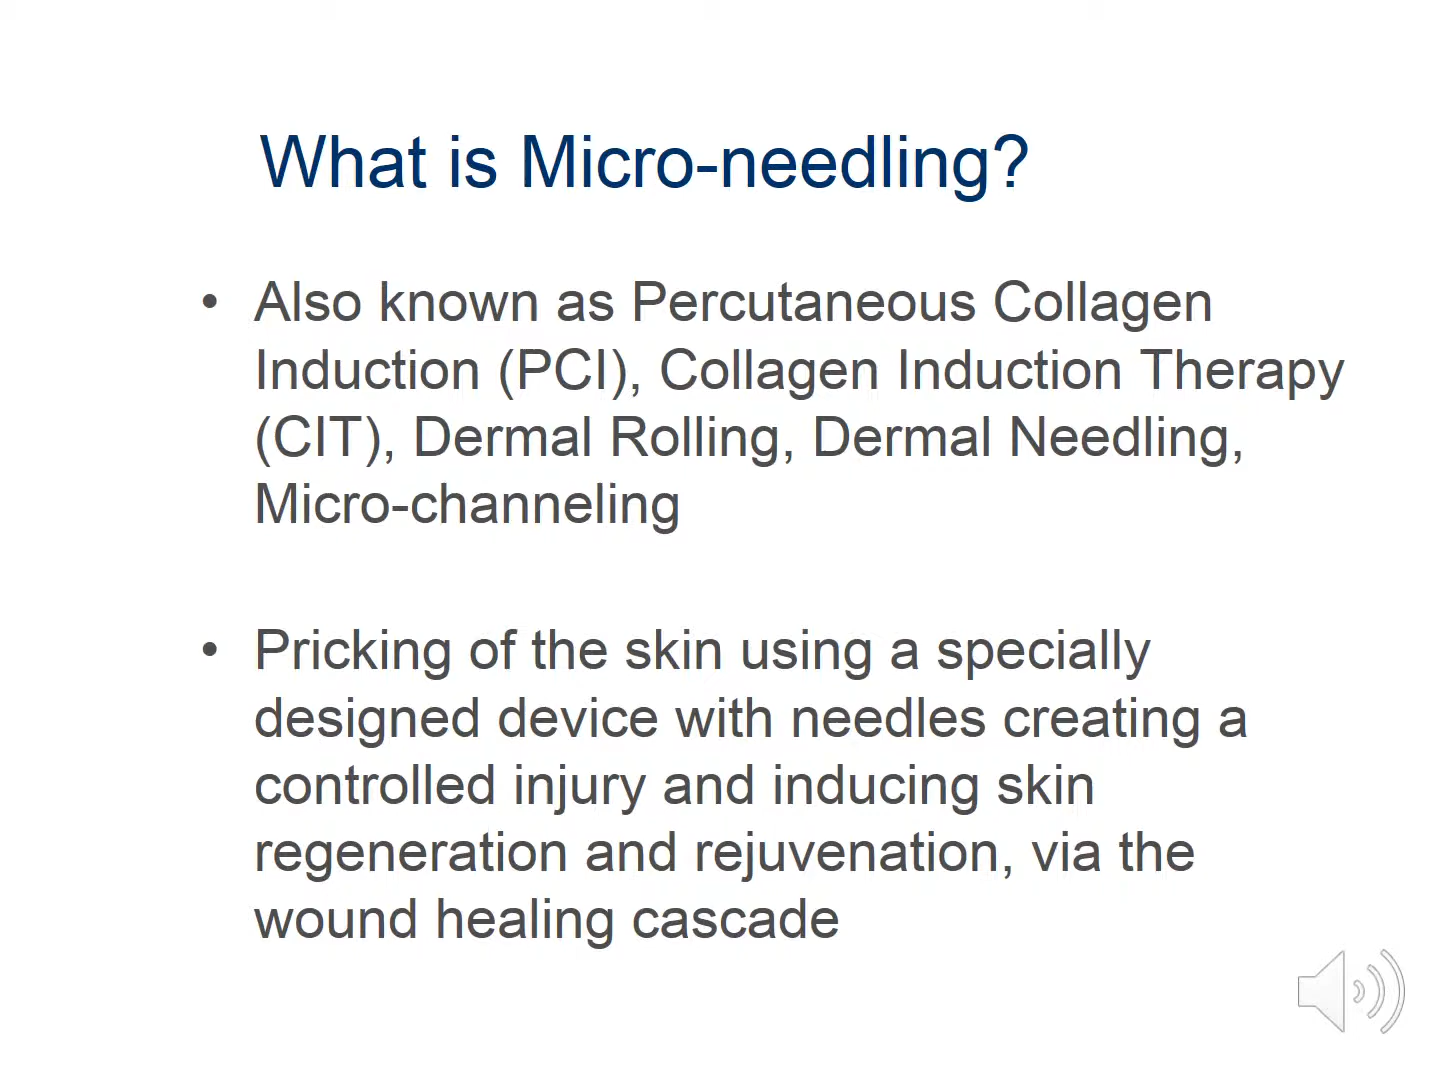 What is Micro-needling?
• Also known as Percutaneous Collagen
Induction (PCI), Collagen Induction Therapy
(CIT), Dermal Rolling, Dermal Needling,
Micro-channeling
• Pricking of the skin using a specially
designed device with needles creating a
controlled injury and inducing skin
regeneration and rejuvenation, via the
wound healing cascade